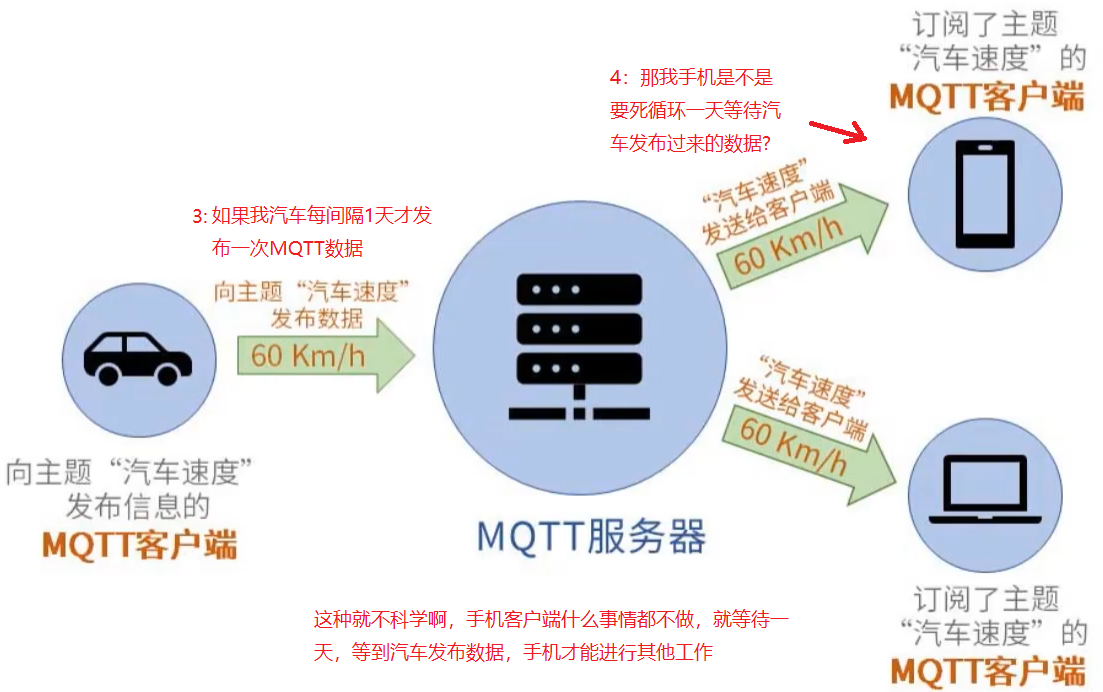 订阅了主题
“汽车速度”的
MQTT客户端
4：那我手机是不是
要死循环一天等待汽
车发布过来的数据?
“汽车速度”
发送给客户端
60 Km/h
3: 如果我汽车每间隔1天才发
布一次MQTT数据
向主题“汽车速度”
发布数据
60 Km/h
“汽车速度”
发送给客户端
60 Km/h
向主题“汽车速度”
发布信息的
MQTT客户端
MQTT服务器
订阅了主题
“汽车速度”的
MQTT客户端
这种就不科学啊，手机客户端什么事情都不做，就等待一
天，等到汽车发布数据，手机才能进行其他工作